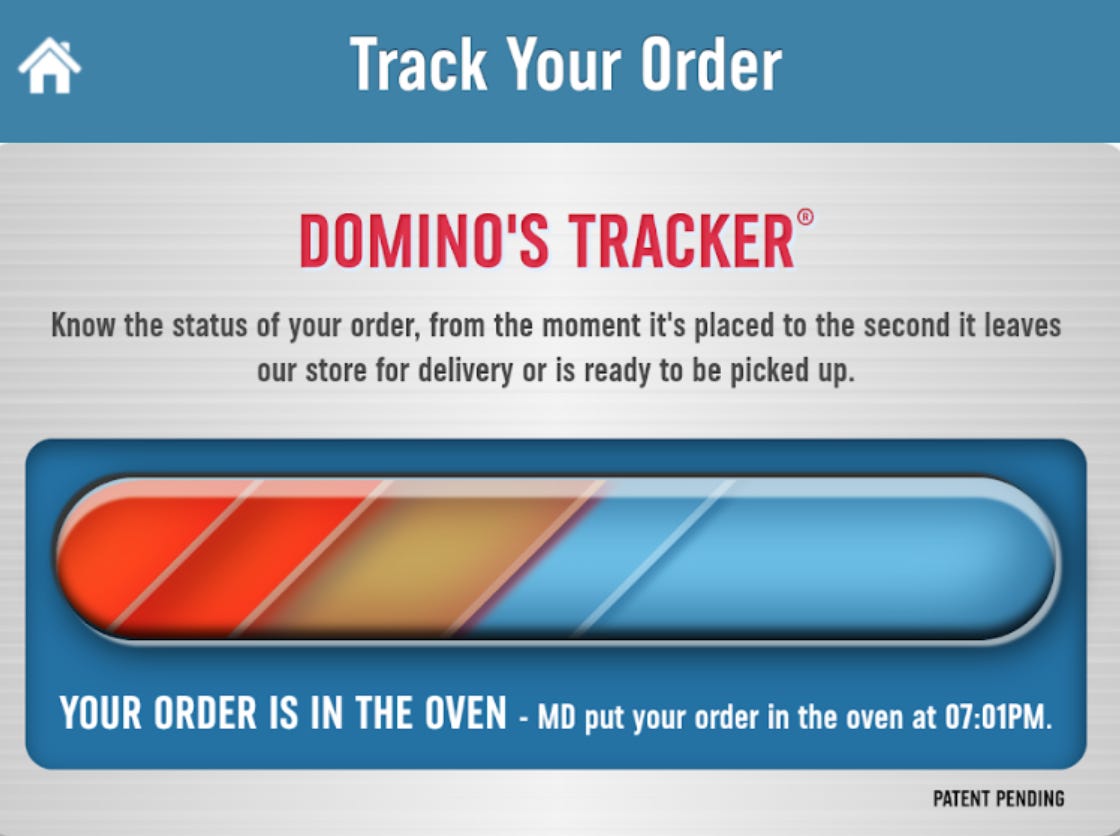 Track Your Order
DOMINO'S TRACKER®
Know the status of your order, from the moment it's placed to the second it leaves
our store for delivery or is ready to be picked up.
YOUR ORDER IS IN THE OVEN - MD put your order in the oven at 07:01PM.
PATENT PENDING